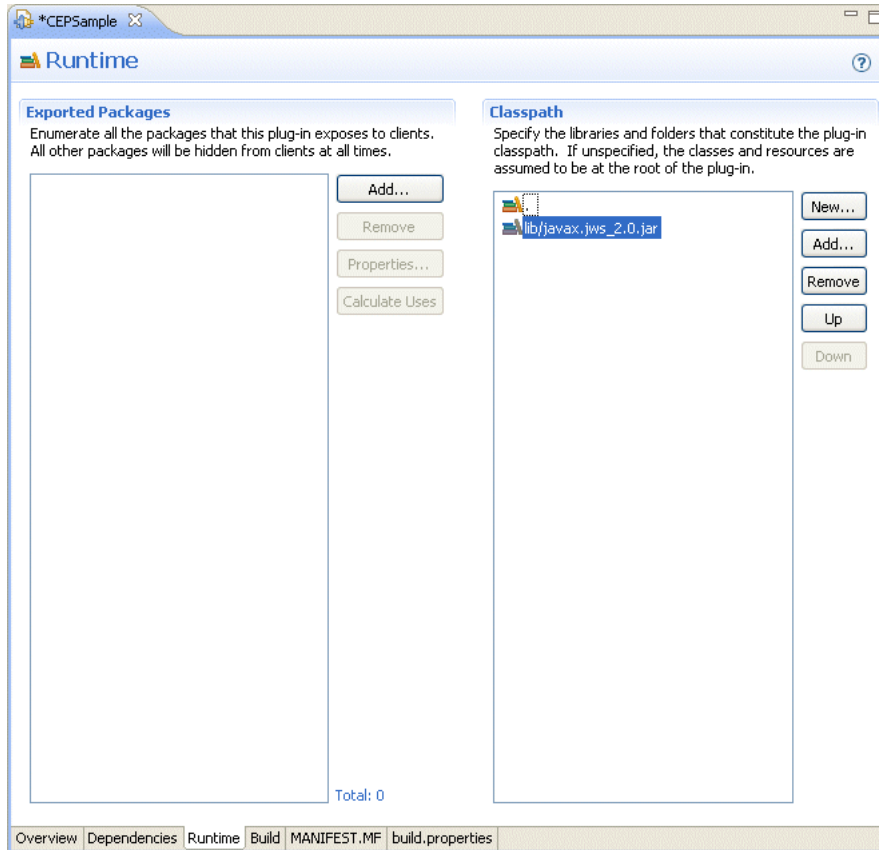 *CEPSample
Runtime
Exported Packages
Enumerate all the packages that this plug-in exposes to clients.
All other packages will be hidden from clients at all times.
Add...
Remove
Properties...
Calculate Uses
Total: 0
Classpath
Specify the libraries and folders that constitute the plug-in
classpath. If unspecified, the classes and resources are
assumed to be at the root of the plug-in.
.
lib/javax.jws_2.0.jar
New...
Add...
Remove
Up
Down
Overview Dependencies Runtime Build MANIFEST.MF build.properties